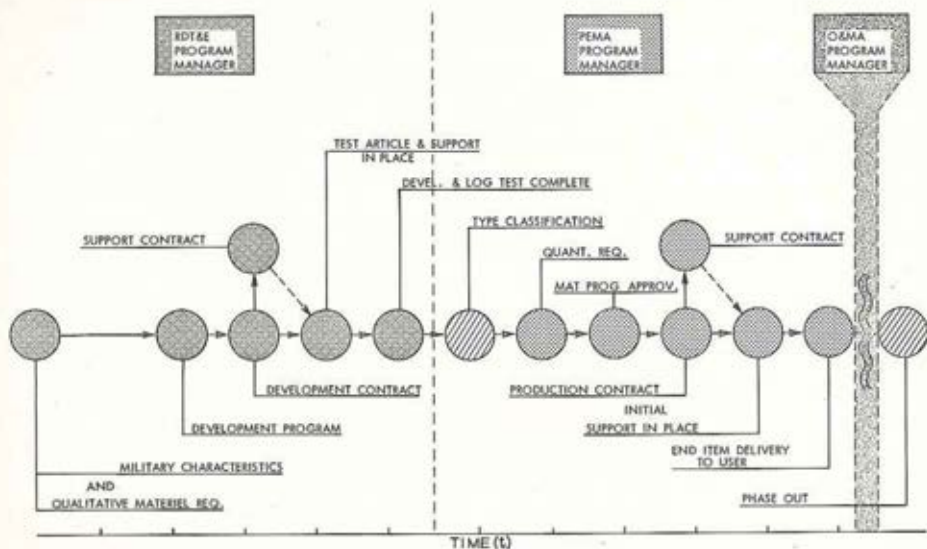 RDT&E
PROGRAM
MANAGER
PEMA
PROGRAM
MANAGER
O&MA
PROGRAM
MANAGER
TEST ARTICLE & SUPPORT
IN PLACE
DEVEL. & LOG TEST COMPLETE
TYPE CLASSIFICATION
SUPPORT CONTRACT
QUANT. REQ.
SUPPORT CONTRACT
MAT PROG APPROV.
DEVELOPMENT CONTRACT
PRODUCTION CONTRACT
INITIAL
SUPPORT IN PLACE
DEVELOPMENT PROGRAM
END ITEM DELIVERY
TO USER
MILITARY CHARACTERISTICS
AND
QUALITATIVE MATERIEL REQ.
PHASE OUT
TIME (t)